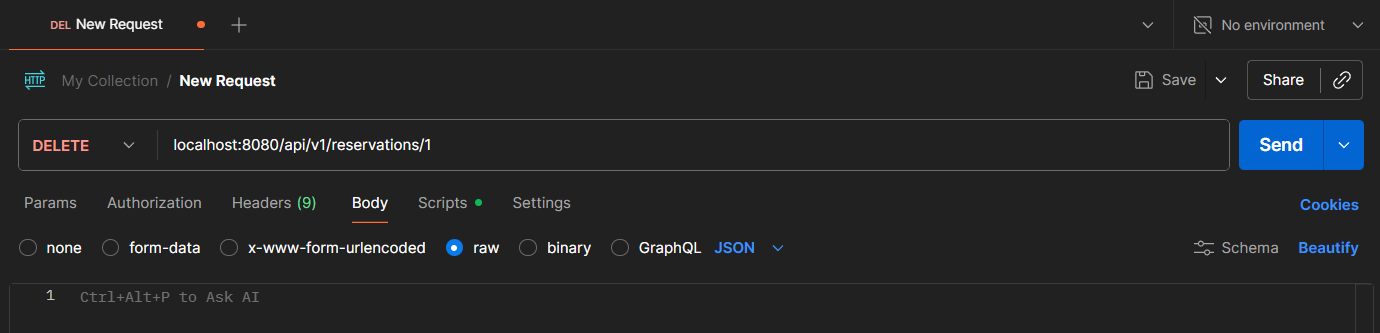 DEL New Request
No environment
HTTP My Collection / New Request Save Share
DELETE localhost:8080/api/v1/reservations/1 Send
Params Authorization Headers (9) Body Scripts Settings Cookies
none form-data x-www-form-urlencoded raw binary GraphQL JSON Schema Beautify
1 Ctrl+Alt+P to Ask AI